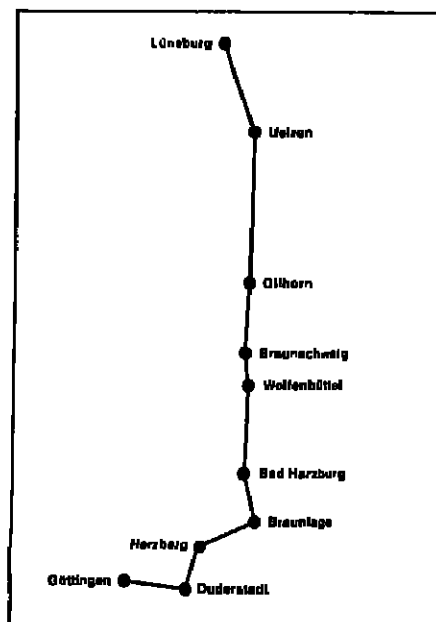 Lüneburg
Uelzen
Gifhorn
Braunschweig
Wolfenbüttel
Bad Harzburg
Braunlage
Herzberg
Göttingen
Duderstadt